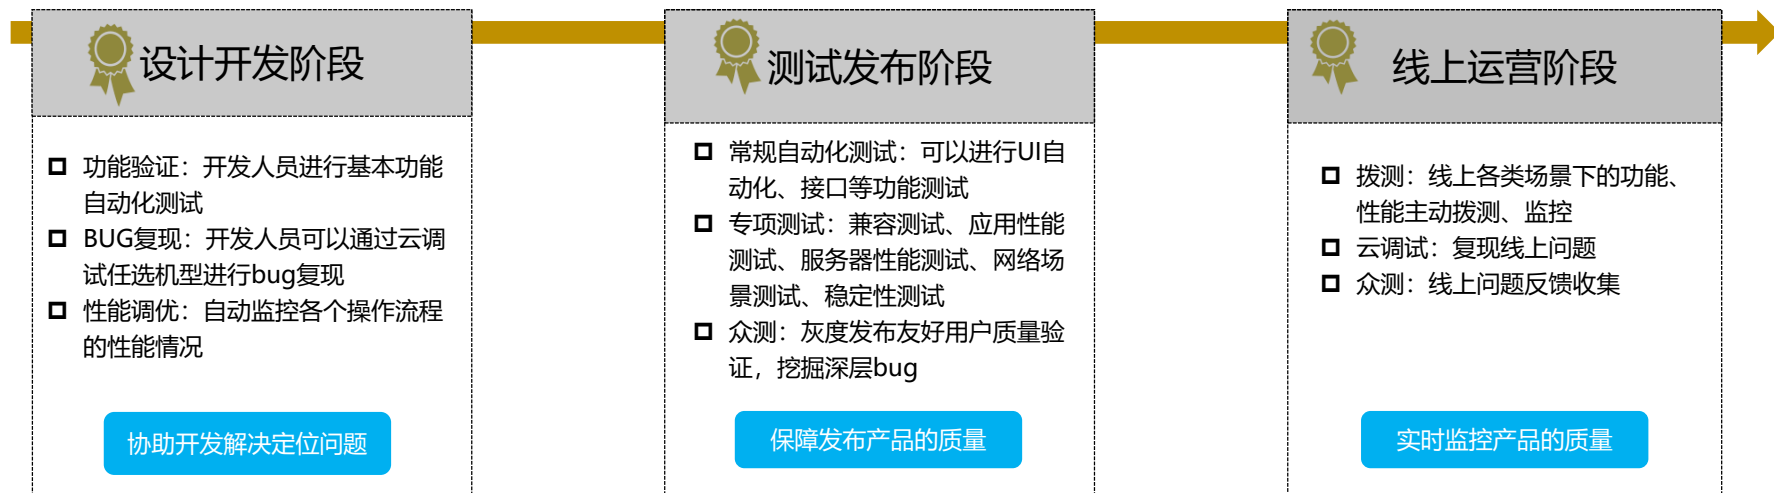 设计开发阶段
功能验证：开发人员进行基本功能
自动化测试
BUG复现：开发人员可以通过云调
试任选机型进行bug复现
性能调优：自动监控各个操作流程
的性能情况
协助开发解决定位问题
测试发布阶段
常规自动化测试：可以进行UI自
动化、接口等功能测试
专项测试：兼容测试、应用性能
测试、服务器性能测试、网络场
景测试、稳定性测试
众测：灰度发布友好用户质量验
证，挖掘深层bug
保障发布产品的质量
线上运营阶段
拨测：线上各类场景下的功能、
性能主动拨测、监控
云调试：复现线上问题
众测：线上问题反馈收集
实时监控产品的质量